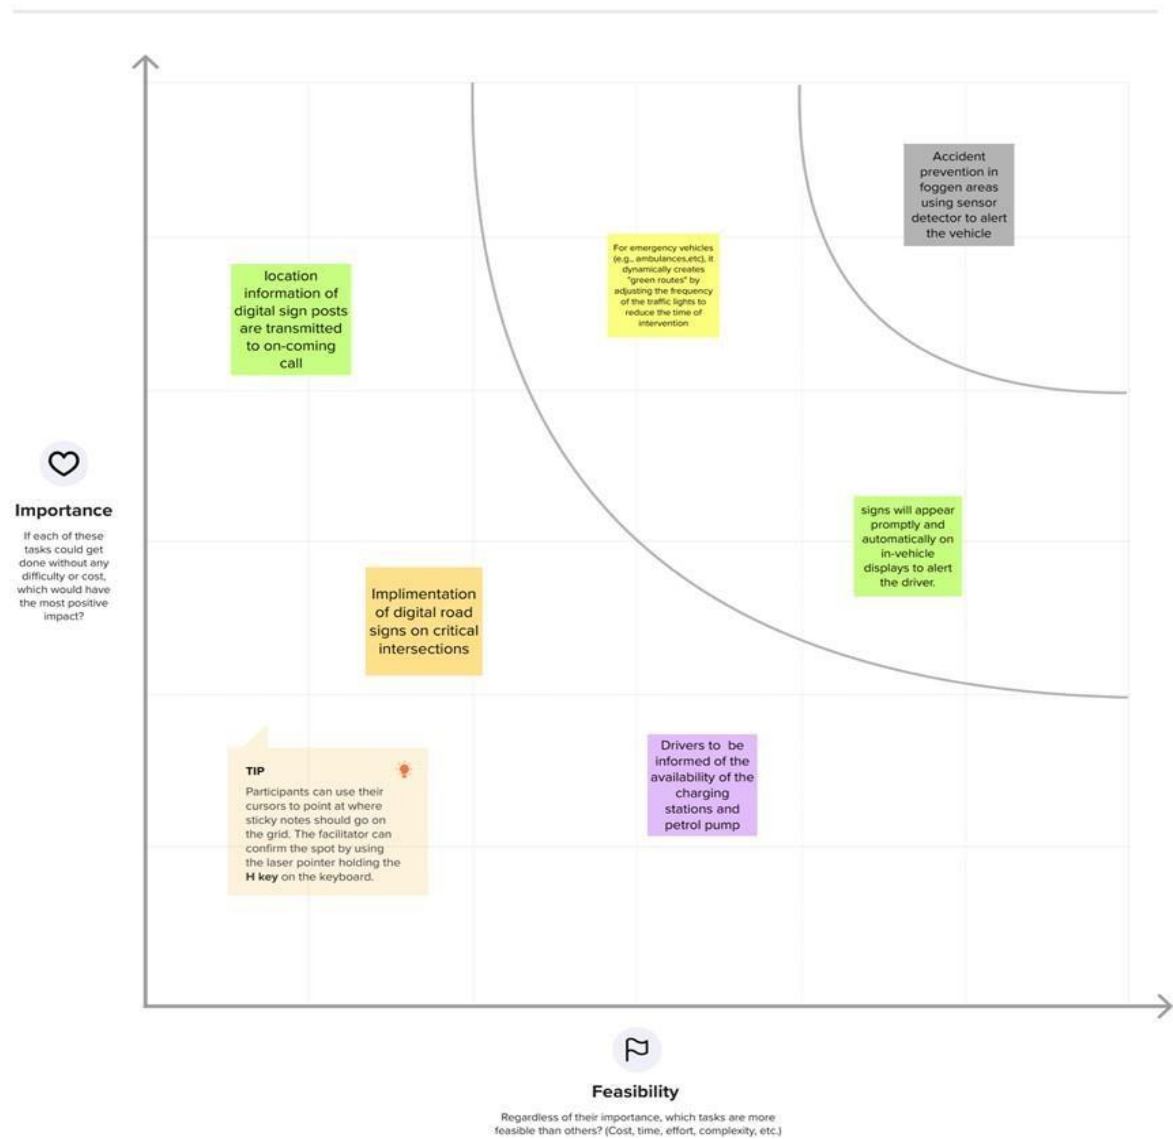 Accident
prevention in
foggen areas
using sensor
detector to alert
the vehicle
For emergency vehicles
(e.g., ambulances,etc), it
dynamically creates
"green routes" by
adjusting the frequency
of the traffic lights to
reduce the time of
intervention
location
information of
digital sign posts
are transmitted
to on-coming
call
Importance
If each of these
tasks could get
done without any
difficulty or cost,
which would have
the most positive
impact?
signs will appear
promptly and
automatically on
in-vehicle
displays to alert
the driver.
Implimentation
of digital road
signs on critical
intersections
Drivers to be
informed of the
availability of the
charging
stations and
petrol pump
TIP
Participants can use their
cursors to point at where
sticky notes should go on
the grid. The facilitator can
confirm the spot by using
the laser pointer holding the
H key on the keyboard.
Feasibility
Regardless of their importance, which tasks are more
feasible than others? (Cost, time, effort, complexity, etc.)